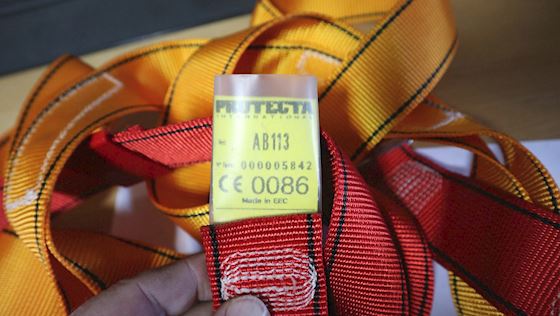 PROTECTA
INTERNATIONAL
AB113
000005842
CE 0086
Made in EEC